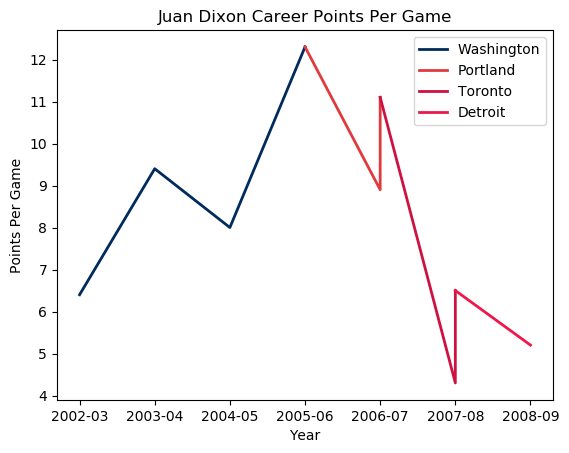 Juan Dixon Career Points Per Game
Points Per Game
12
11
10
9
8
7
6
5
4
Washington
Portland
Toronto
Detroit
2002-03 2003-04 2004-05 2005-06 2006-07 2007-08 2008-09
Year